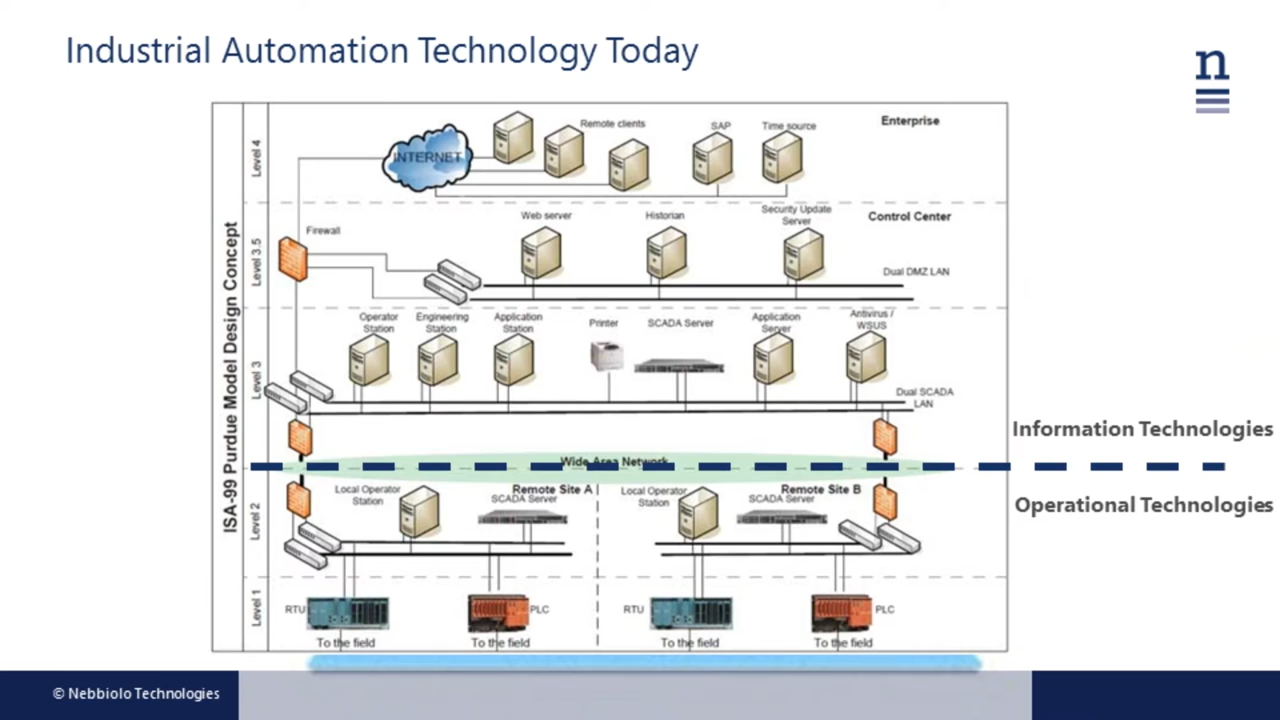 Industrial Automation Technology Today
n
ISA-99 Purdue Model Design Concept
Level 4
INTERNET
Remote clients
SAP
Time source
Enterprise
Level 3.5
Firewall
Web server
Historian
Security Update
Server
Control Center
Dual DMZ LAN
Level 3
Operator
Station
Engineering
Station
Application
Station
Printer
SCADA Server
Application
Server
Antivirus /
WSUS
Dual SCADA
LAN
Information Technologies
Wide Area Network
Operational Technologies
Level 2
Local Operator
Station
Remote Site A
SCADA Server
Local Operator
Station
Remote Site B
SCADA Server
Level 1
RTU
PLC
RTU
PLC
To the field
To the field
To the field
To the field
© Nebbiolo Technologies